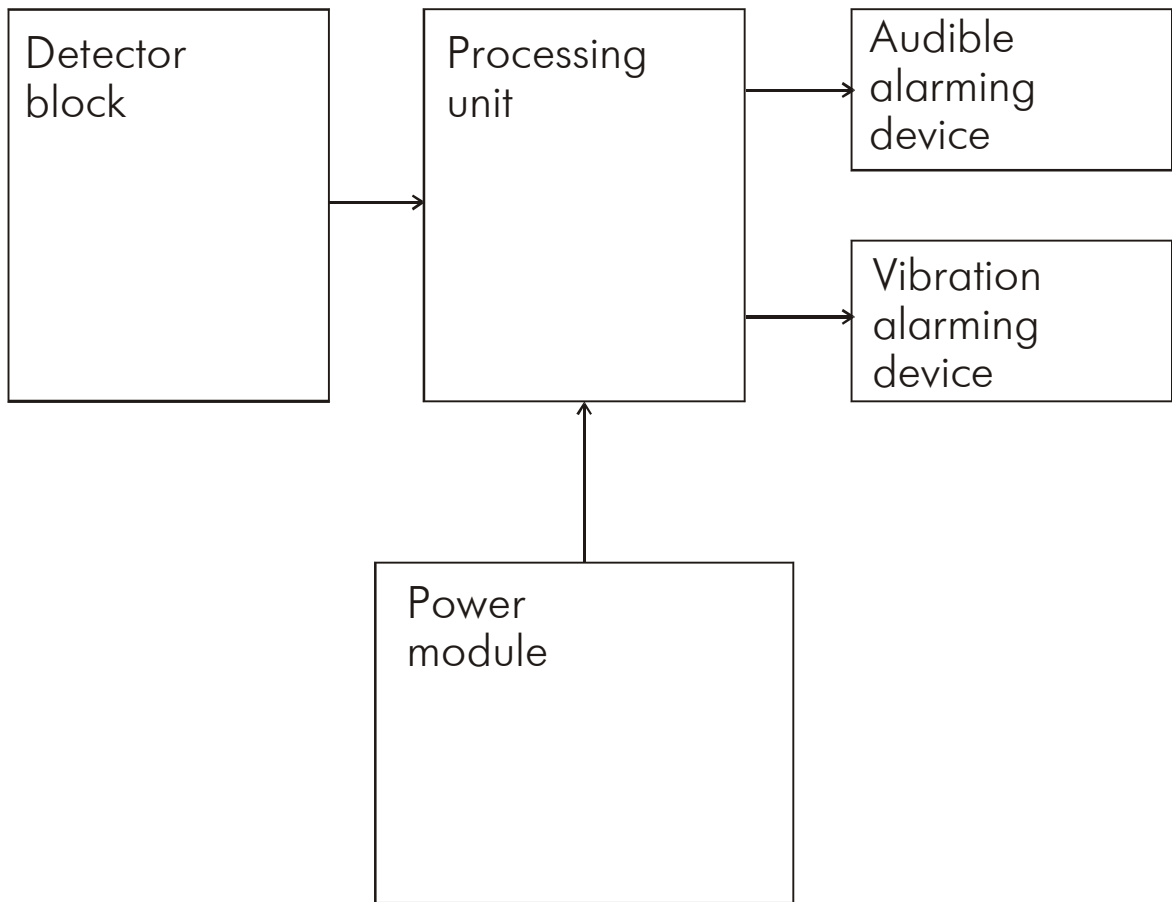 Detector
block
Processing
unit
Audible
alarming
device
Vibration
alarming
device
Power
module